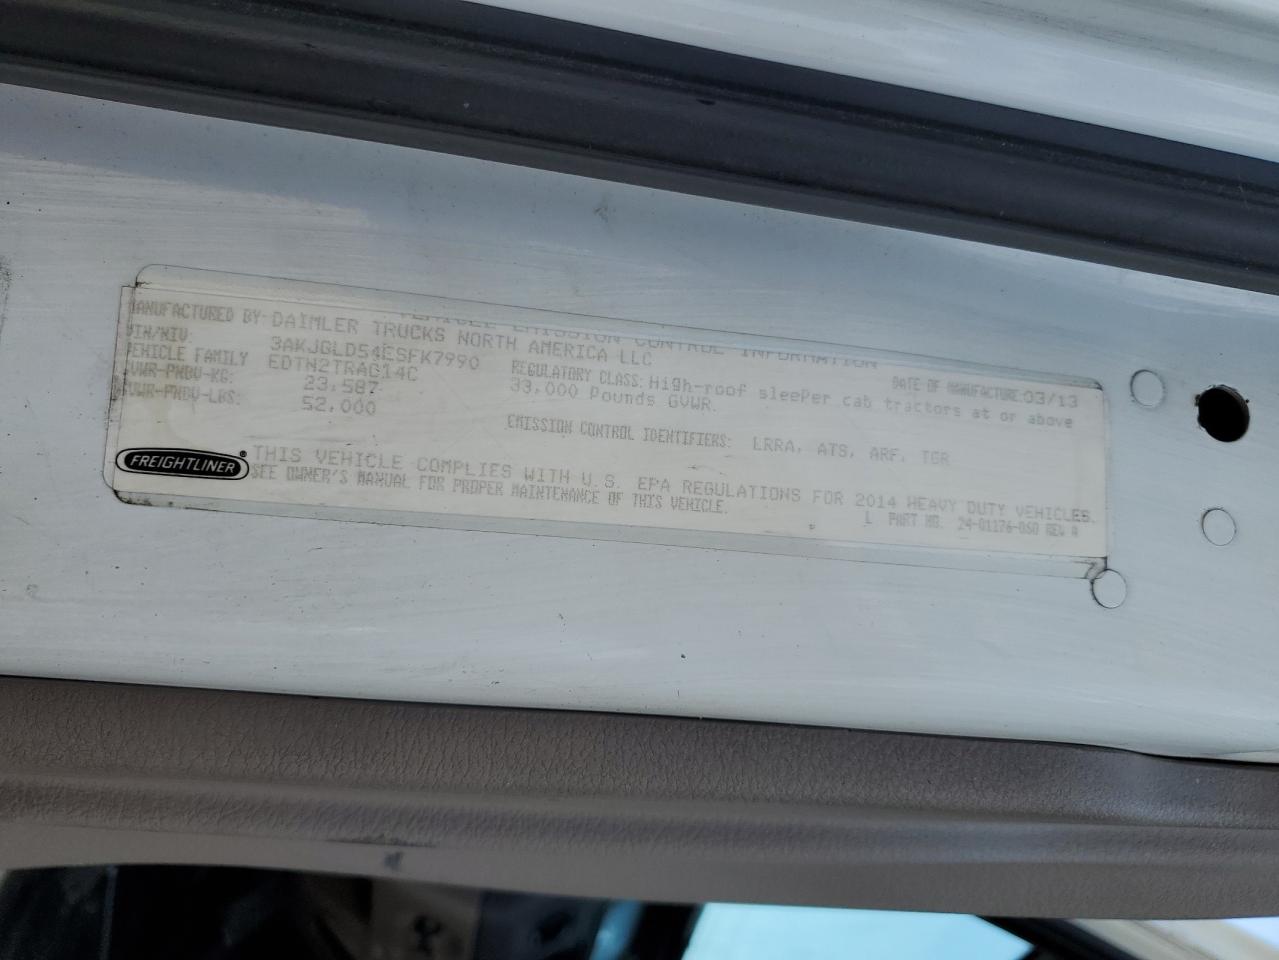 VEHICLE EMISSION CONTROL INFORMATION
MANUFACTURED BY: DAIMLER TRUCKS NORTH AMERICA LLC
DATE OF MANUFACTURE: 03/13
VIN/NIV: 3AKJGLD54ESFK7990
VEHICLE FAMILY EDTN2TRAG14C
REGULATORY CLASS: High-roof sleeper cab tractors at or above
GVWR-PNBV-KG: 23,587
33,000 Pounds GVWR.
GVWR-PNBV-LBS: 52,000
EMISSION CONTROL IDENTIFIERS: LRRA, ATS, ARF, TGR
FREIGHTLINER®
THIS VEHICLE COMPLIES WITH U.S. EPA REGULATIONS FOR 2014 HEAVY DUTY VEHICLES.
SEE OWNER'S MANUAL FOR PROPER MAINTENANCE OF THIS VEHICLE.
L PART NO. 24-01176-050 REV A